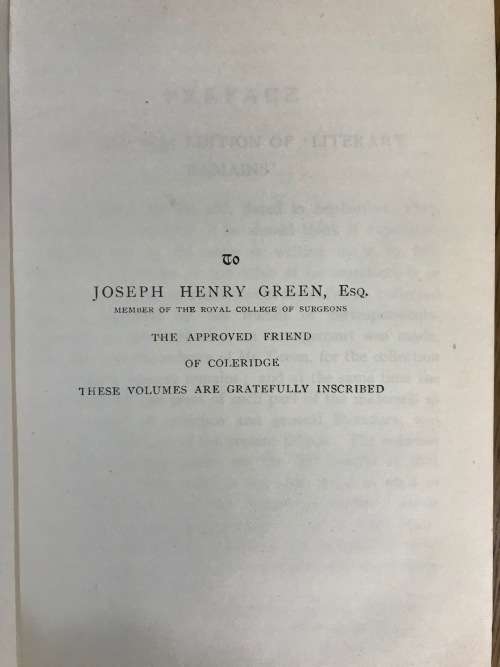 To
JOSEPH HENRY GREEN, ESQ.
MEMBER OF THE ROYAL COLLEGE OF SURGEONS
THE APPROVED FRIEND
OF COLERIDGE
THESE VOLUMES ARE GRATEFULLY INSCRIBED